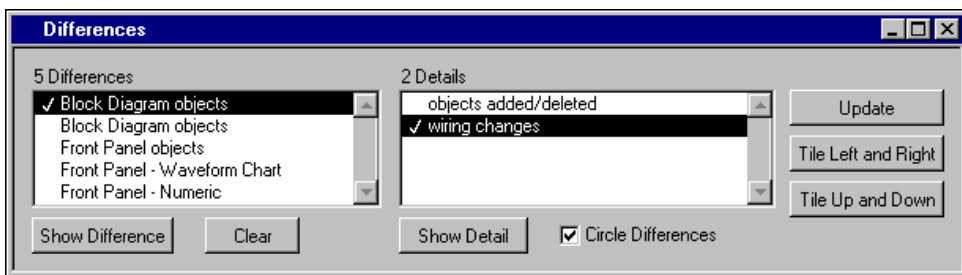 Differences
5 Differences
✓ Block Diagram objects
Block Diagram objects
Front Panel objects
Front Panel - Waveform Chart
Front Panel - Numeric
Show Difference
Clear
2 Details
objects added/deleted
✓ wiring changes
Show Detail
Circle Differences
Update
Tile Left and Right
Tile Up and Down